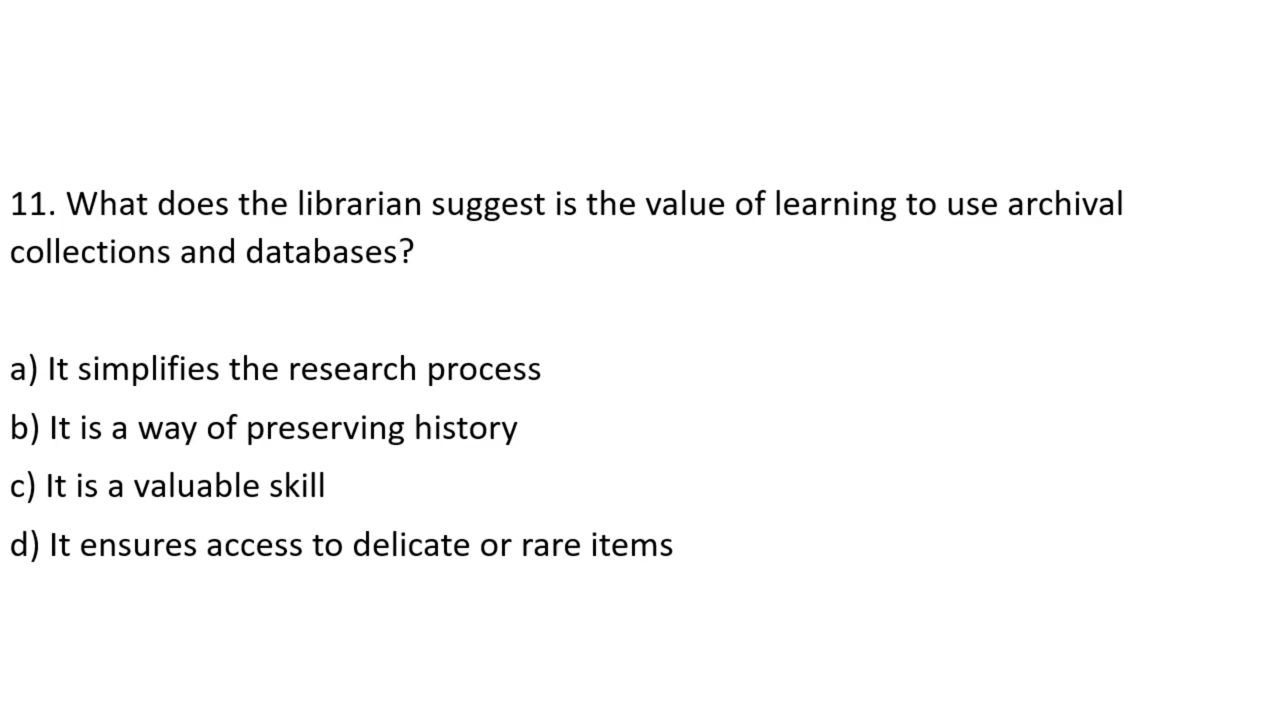 11. What does the librarian suggest is the value of learning to use archival
collections and databases?
a) It simplifies the research process
b) It is a way of preserving history
c) It is a valuable skill
d) It ensures access to delicate or rare items